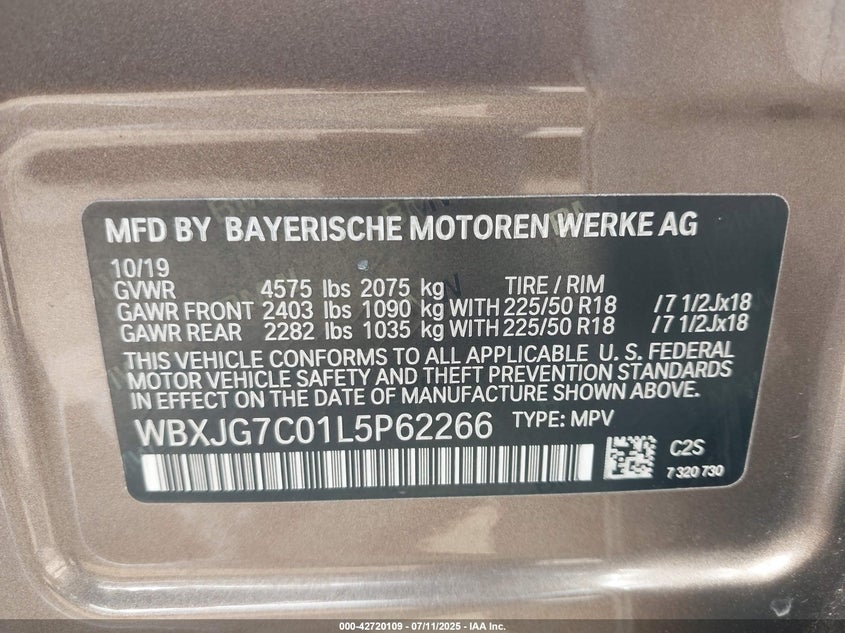 MFD BY BAYERISCHE MOTOREN WERKE AG
10/19
GVWR 4575 lbs 2075 kg TIRE / RIM
GAWR FRONT 2403 lbs 1090 kg WITH 225/50 R18 /7 1/2Jx18
GAWR REAR 2282 lbs 1035 kg WITH 225/50 R18 /7 1/2Jx18
THIS VEHICLE CONFORMS TO ALL APPLICABLE U. S. FEDERAL
MOTOR VEHICLE SAFETY AND THEFT PREVENTION STANDARDS
IN EFFECT ON THE DATE OF MANUFACTURE SHOWN ABOVE.
WBXJG7C01L5P62266 TYPE: MPV
C2S
7 320 730
000-42720109 - 07/11/2025 - IAA Inc.